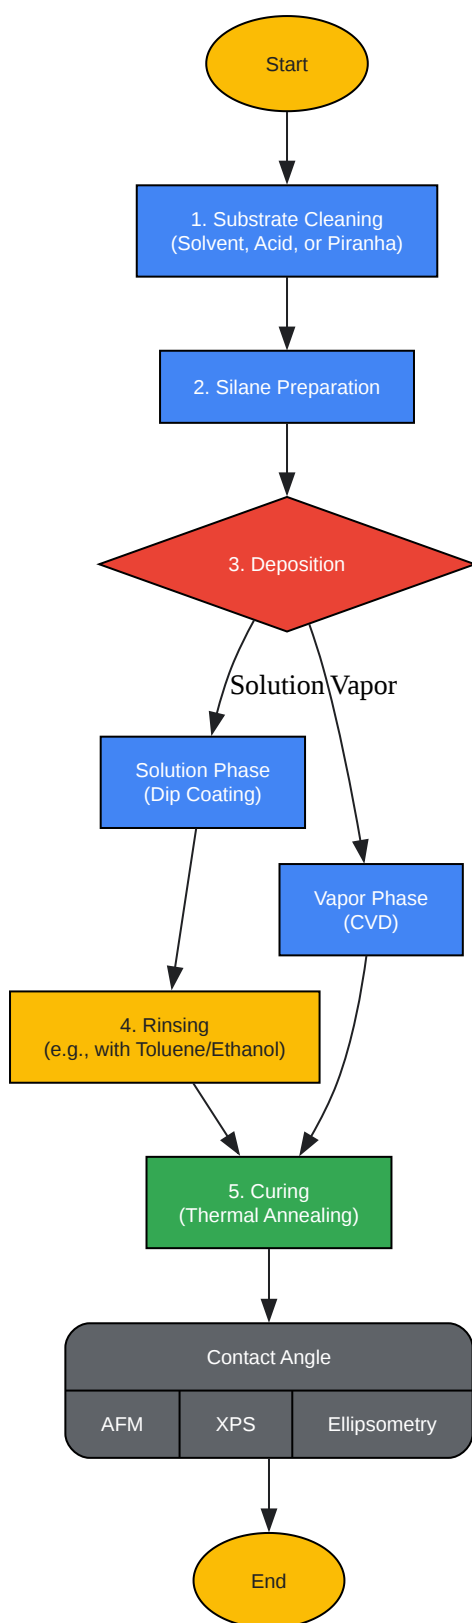 Start
1. Substrate Cleaning
(Solvent, Acid, or Piranha)
2. Silane Preparation
3. Deposition
Solution
Vapor
Solution Phase
(Dip Coating)
Vapor Phase
(CVD)
4. Rinsing
(e.g., with Toluene/Ethanol)
5. Curing
(Thermal Annealing)
Contact Angle
AFM
XPS
Ellipsometry
End